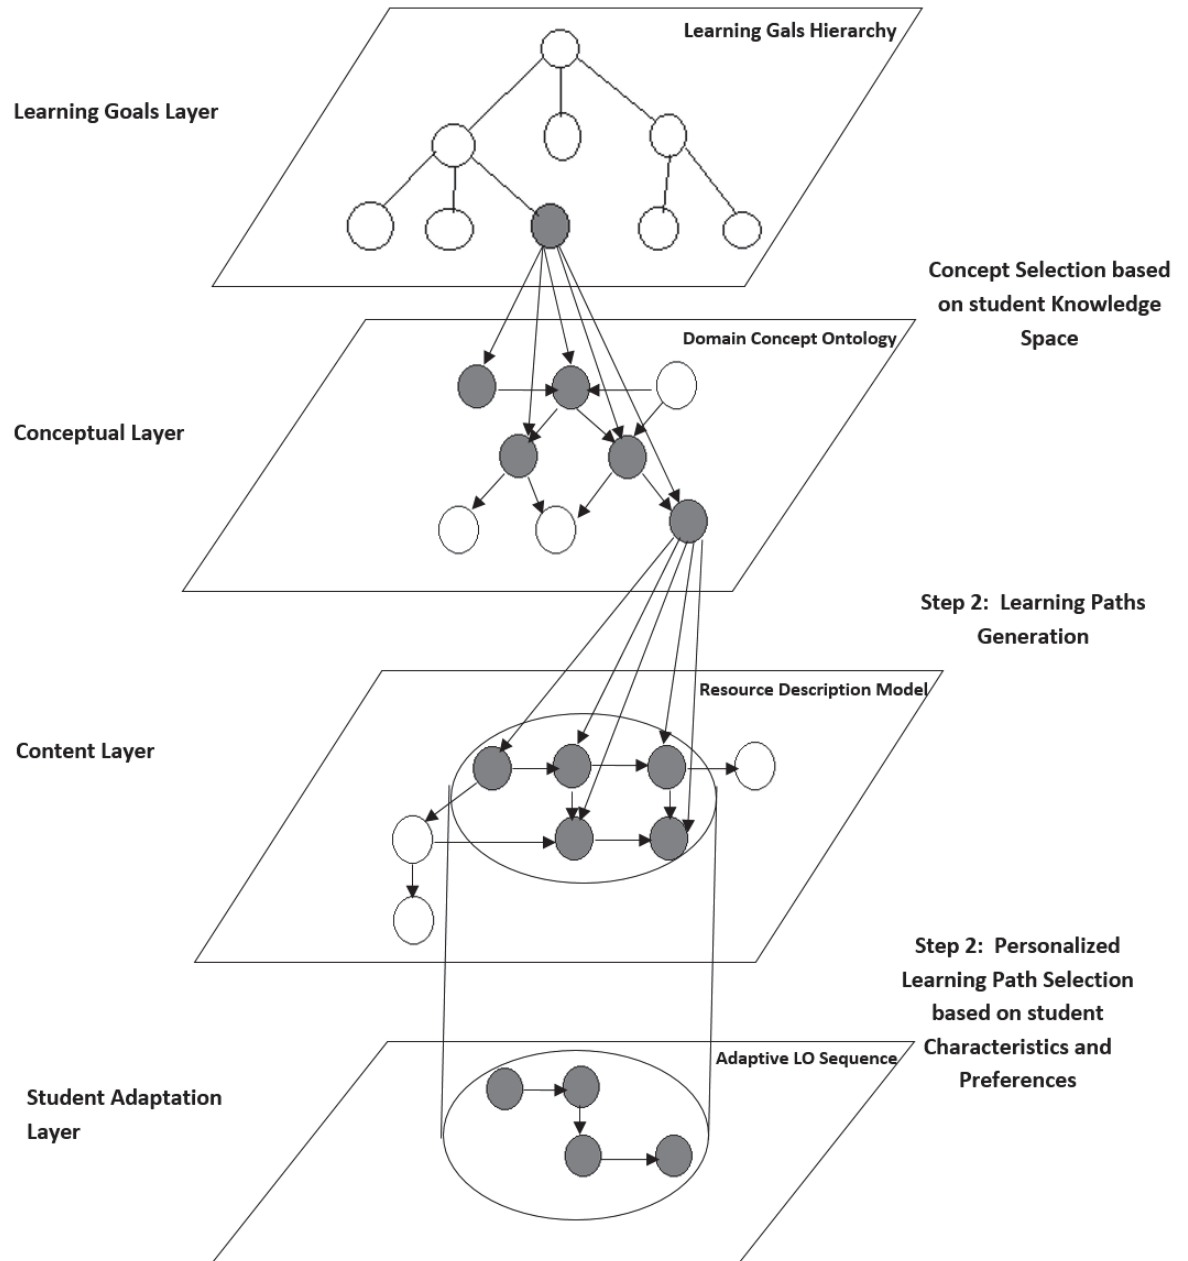 Learning Gals Hierarchy
Learning Goals Layer
Concept Selection based
on student Knowledge
Space
Domain Concept Ontology
Conceptual Layer
Step 2: Learning Paths
Generation
Resource Description Model
Content Layer
Step 2: Personalized
Learning Path Selection
based on student
Characteristics and
Preferences
Adaptive LO Sequence
Student Adaptation
Layer